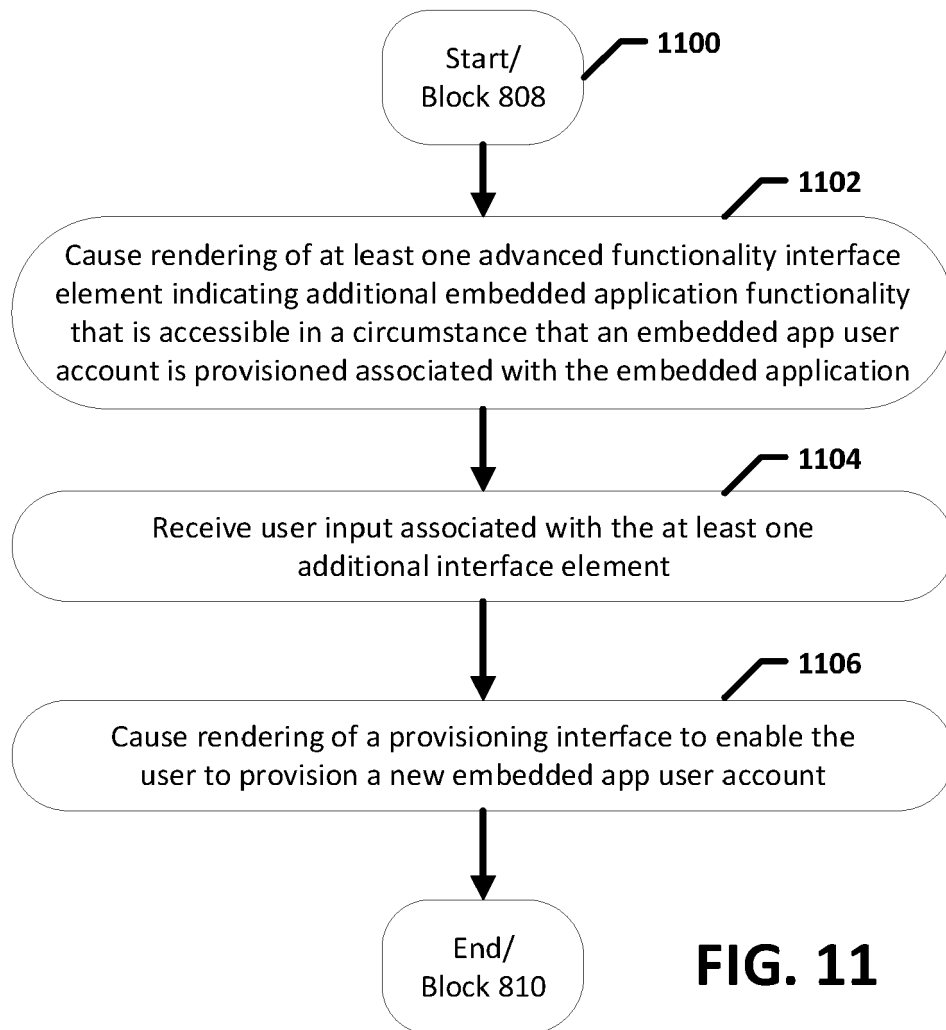 1100
Start/
Block 808
1102
Cause rendering of at least one advanced functionality interface
element indicating additional embedded application functionality
that is accessible in a circumstance that an embedded app user
account is provisioned associated with the embedded application
1104
Receive user input associated with the at least one
additional interface element
1106
Cause rendering of a provisioning interface to enable the
user to provision a new embedded app user account
End/
Block 810
FIG. 11